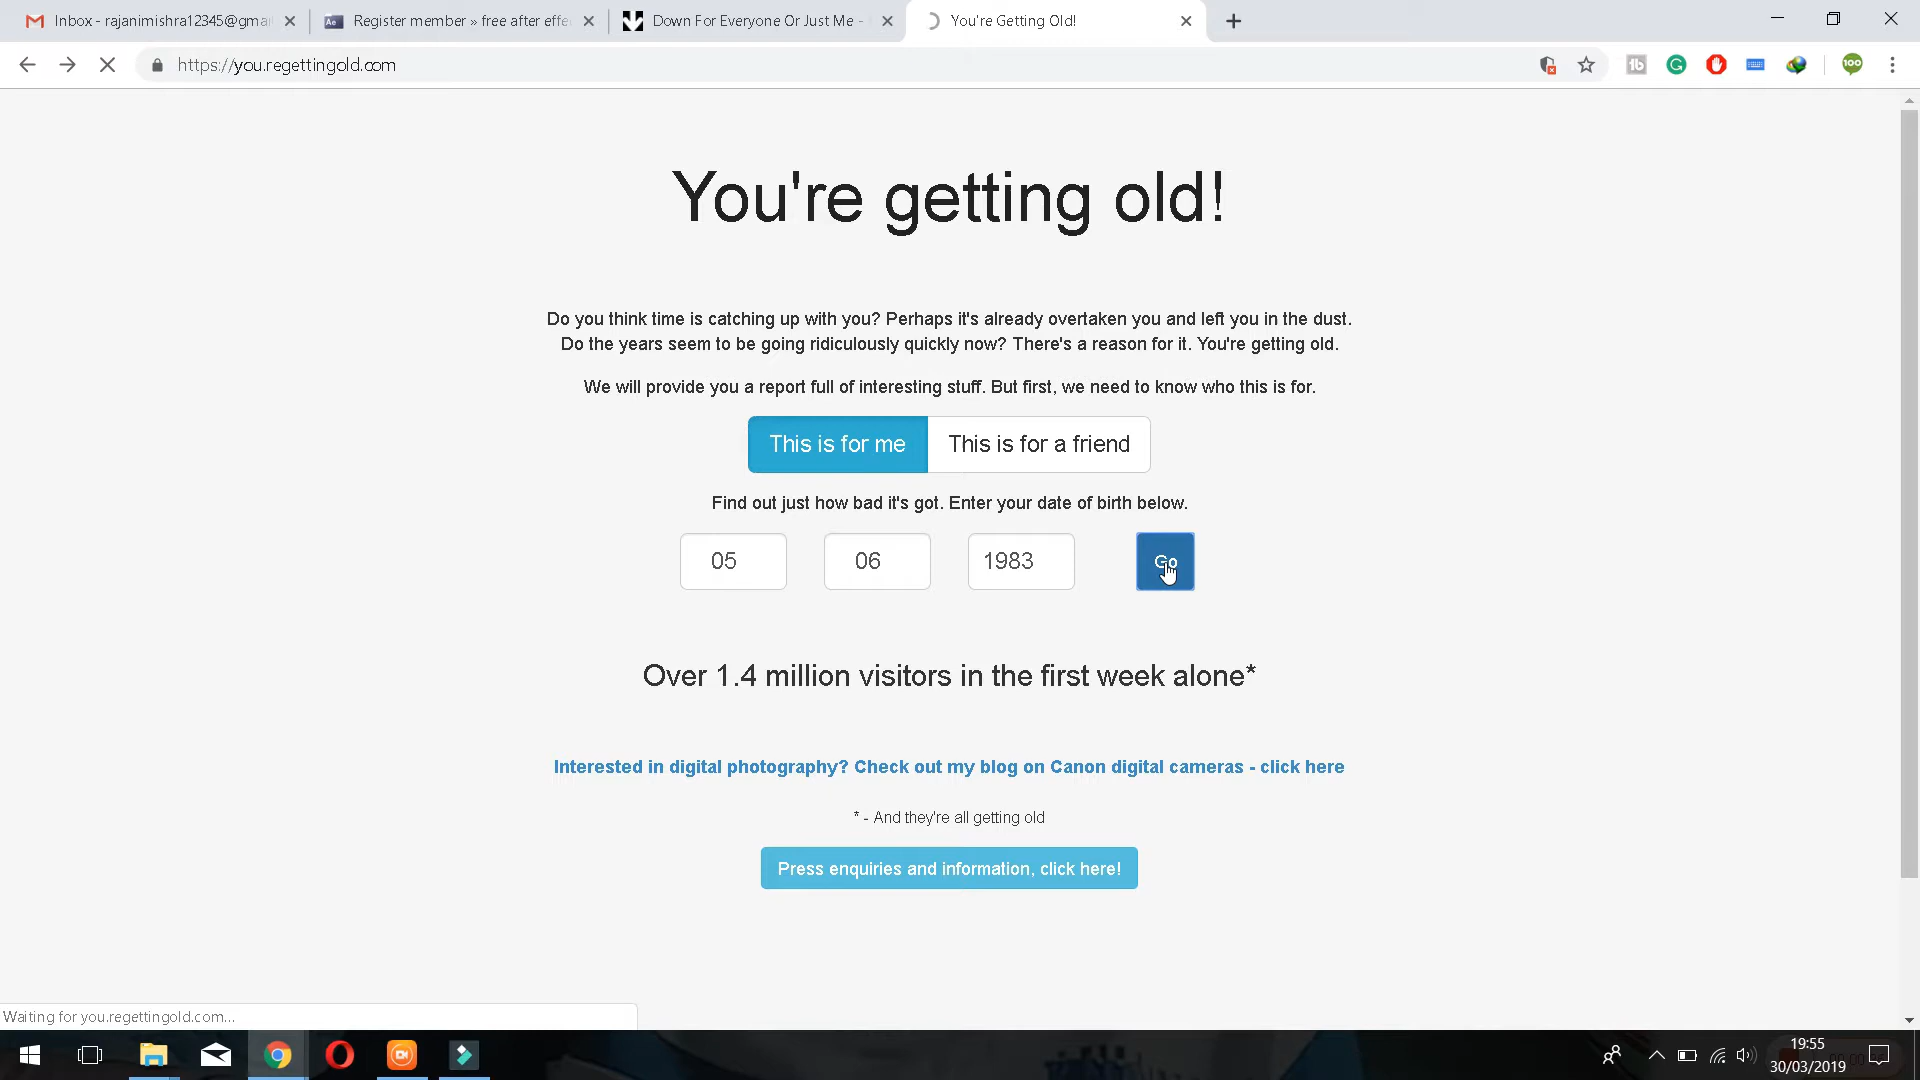 Inbox - rajanimishra12345@gma
Register member » free after effe
Down For Everyone Or Just Me -
You're Getting Old!
https://you.regettingold.com
You're getting old!
Do you think time is catching up with you? Perhaps it's already overtaken you and left you in the dust.
Do the years seem to be going ridiculously quickly now? There's a reason for it. You're getting old.
We will provide you a report full of interesting stuff. But first, we need to know who this is for.
This is for me
This is for a friend
Find out just how bad it's got. Enter your date of birth below.
05
06
1983
Go
Over 1.4 million visitors in the first week alone*
Interested in digital photography? Check out my blog on Canon digital cameras - click here
* - And they're all getting old
Press enquiries and information, click here!
Waiting for you.regettingold.com...
19:55
30/03/2019